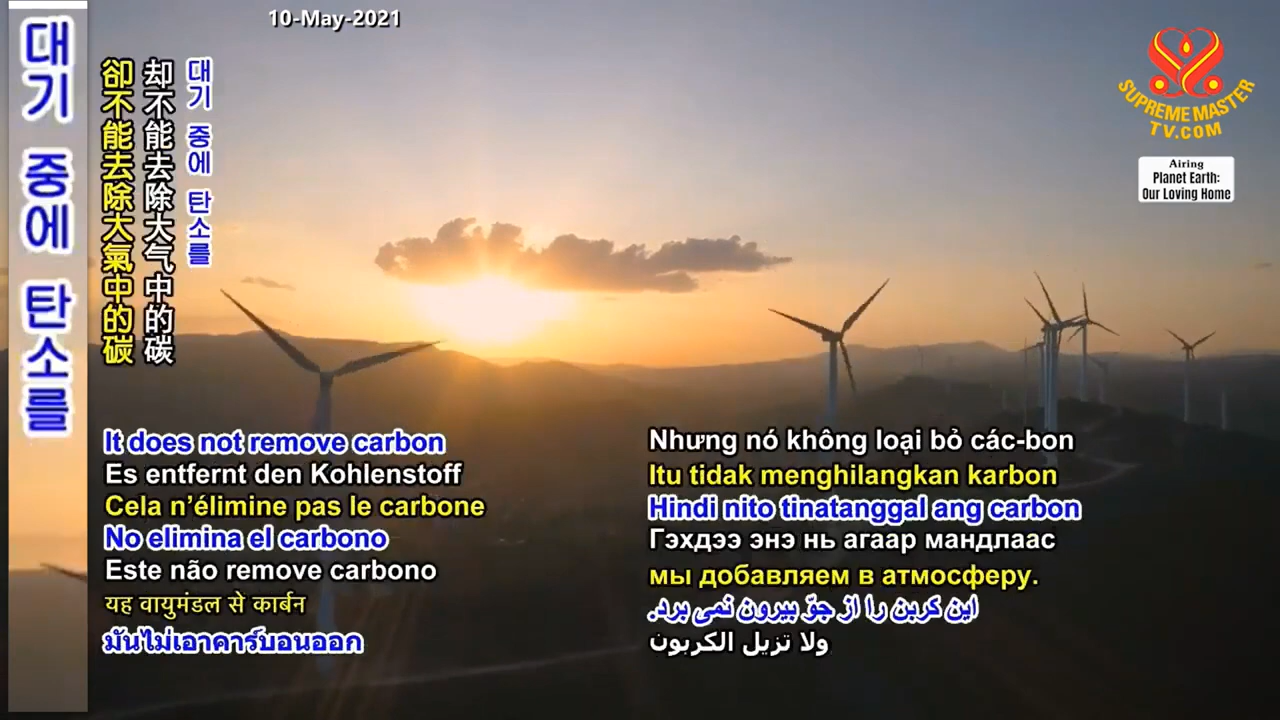 10-May-2021
대기 중에 탄소를
卻不能去除大氣中的碳
却不能去除大气中的碳
대기 중에 탄소를
SUPREME MASTER
TV.COM
Airing
Planet Earth:
Our Loving Home
It does not remove carbon
Es entfernt den Kohlenstoff
Cela n’élimine pas le carbone
No elimina el carbono
Este não remove carbono
यह वायुमंडल से कार्बन
มันไม่เอาคาร์บอนออก
Nhưng nó không loại bỏ các-bon
Itu tidak menghilangkan karbon
Hindi nito tinatanggal ang carbon
Гэхдээ энэ нь агаар мандлаас
мы добавляем в атмосферу.
این کربن را از جوّ بیرون نمی برد.
ولا تزيل الكربون